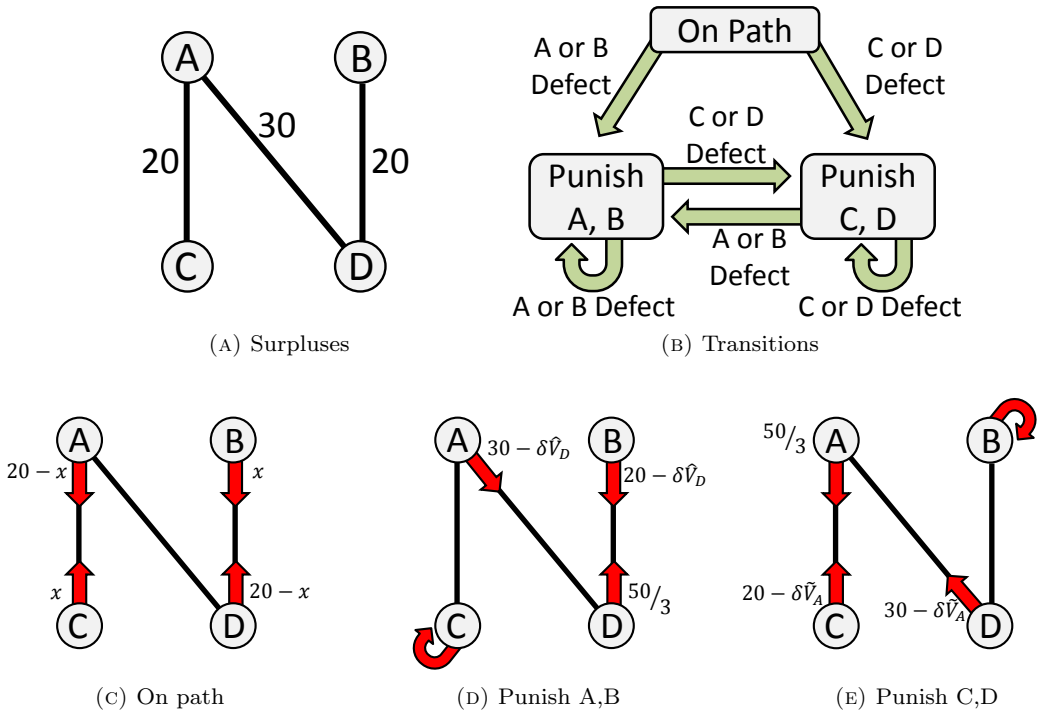 A
B
30
20
20
C
D
(A) Surpluses
On Path
A or B
Defect
C or D
Defect
C or D
Defect
Punish
A, B
Punish
C, D
A or B
Defect
A or B Defect
C or D Defect
(B) Transitions
A
B
20 − x
x
x
20 − x
C
D
(C) On path
A
30 − δV̂_D
B
20 − δV̂_D
50/3
C
D
(D) Punish A,B
50/3
A
B
20 − δṼ_A
30 − δṼ_A
C
D
(E) Punish C,D